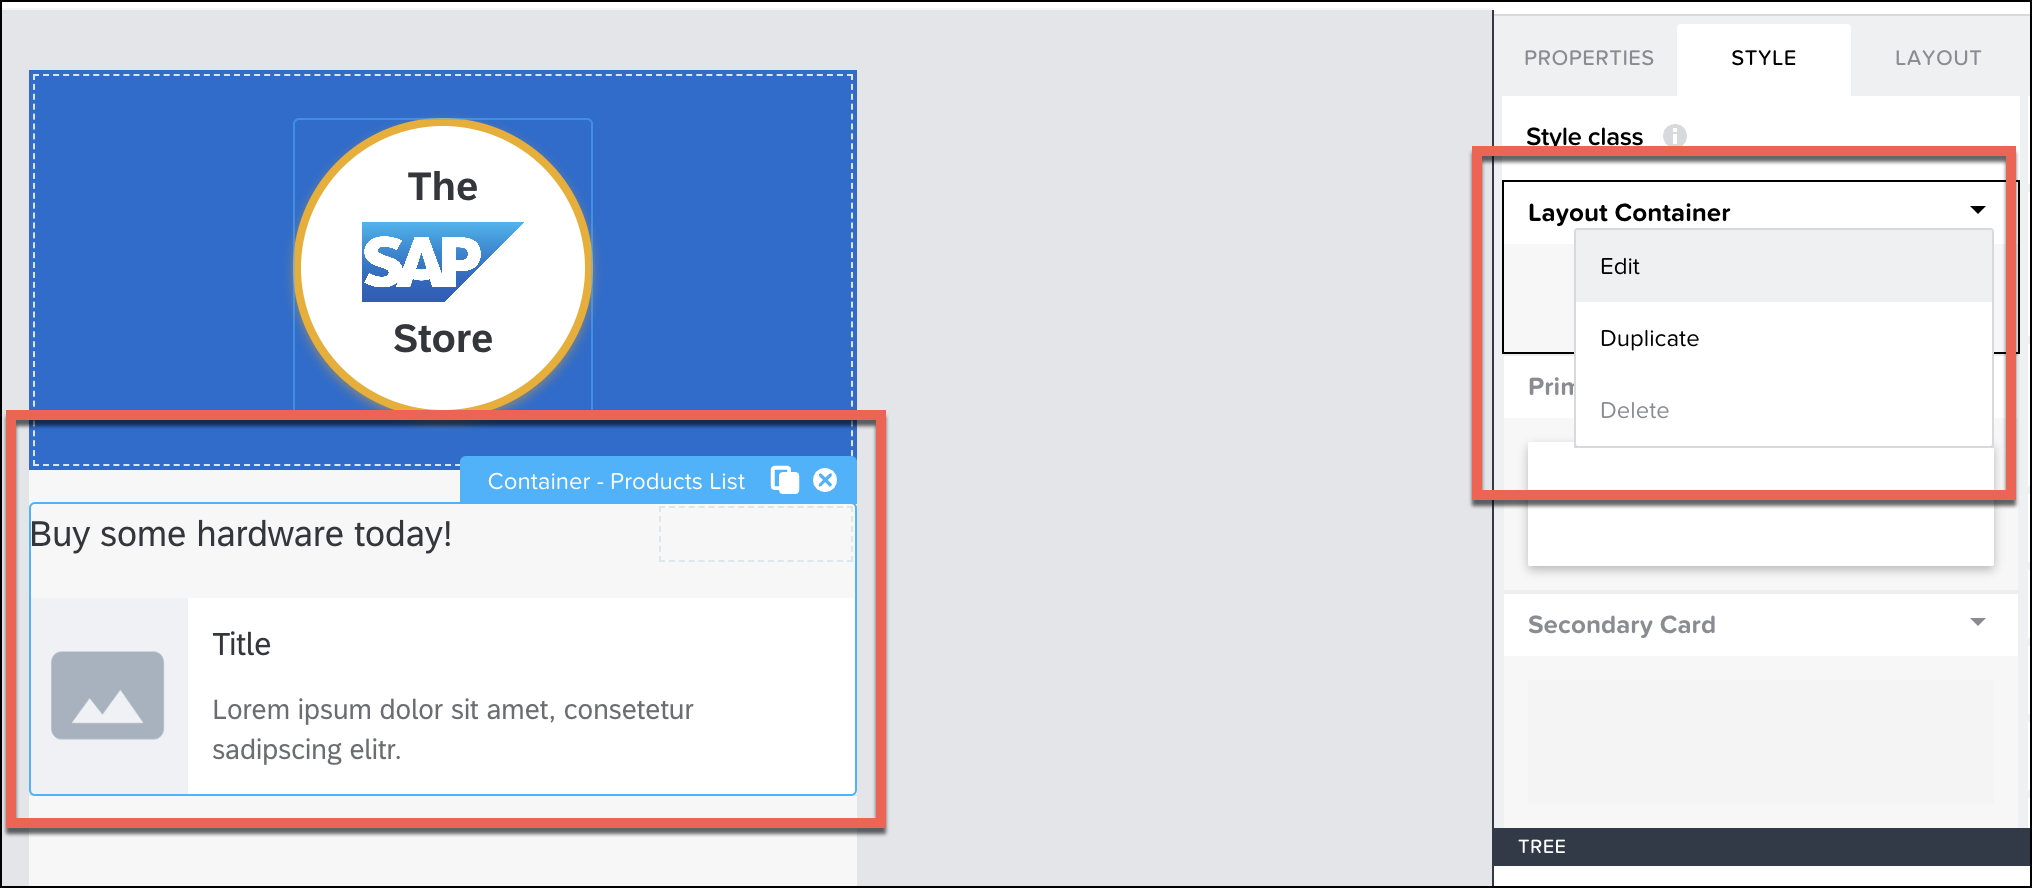 The
SAP
Store
Container - Products List
Buy some hardware today!
Title
Lorem ipsum dolor sit amet, consetetur
sadipscing elitr.
PROPERTIES
STYLE
LAYOUT
Style class
Layout Container
Edit
Duplicate
Delete
Prim
Secondary Card
TREE